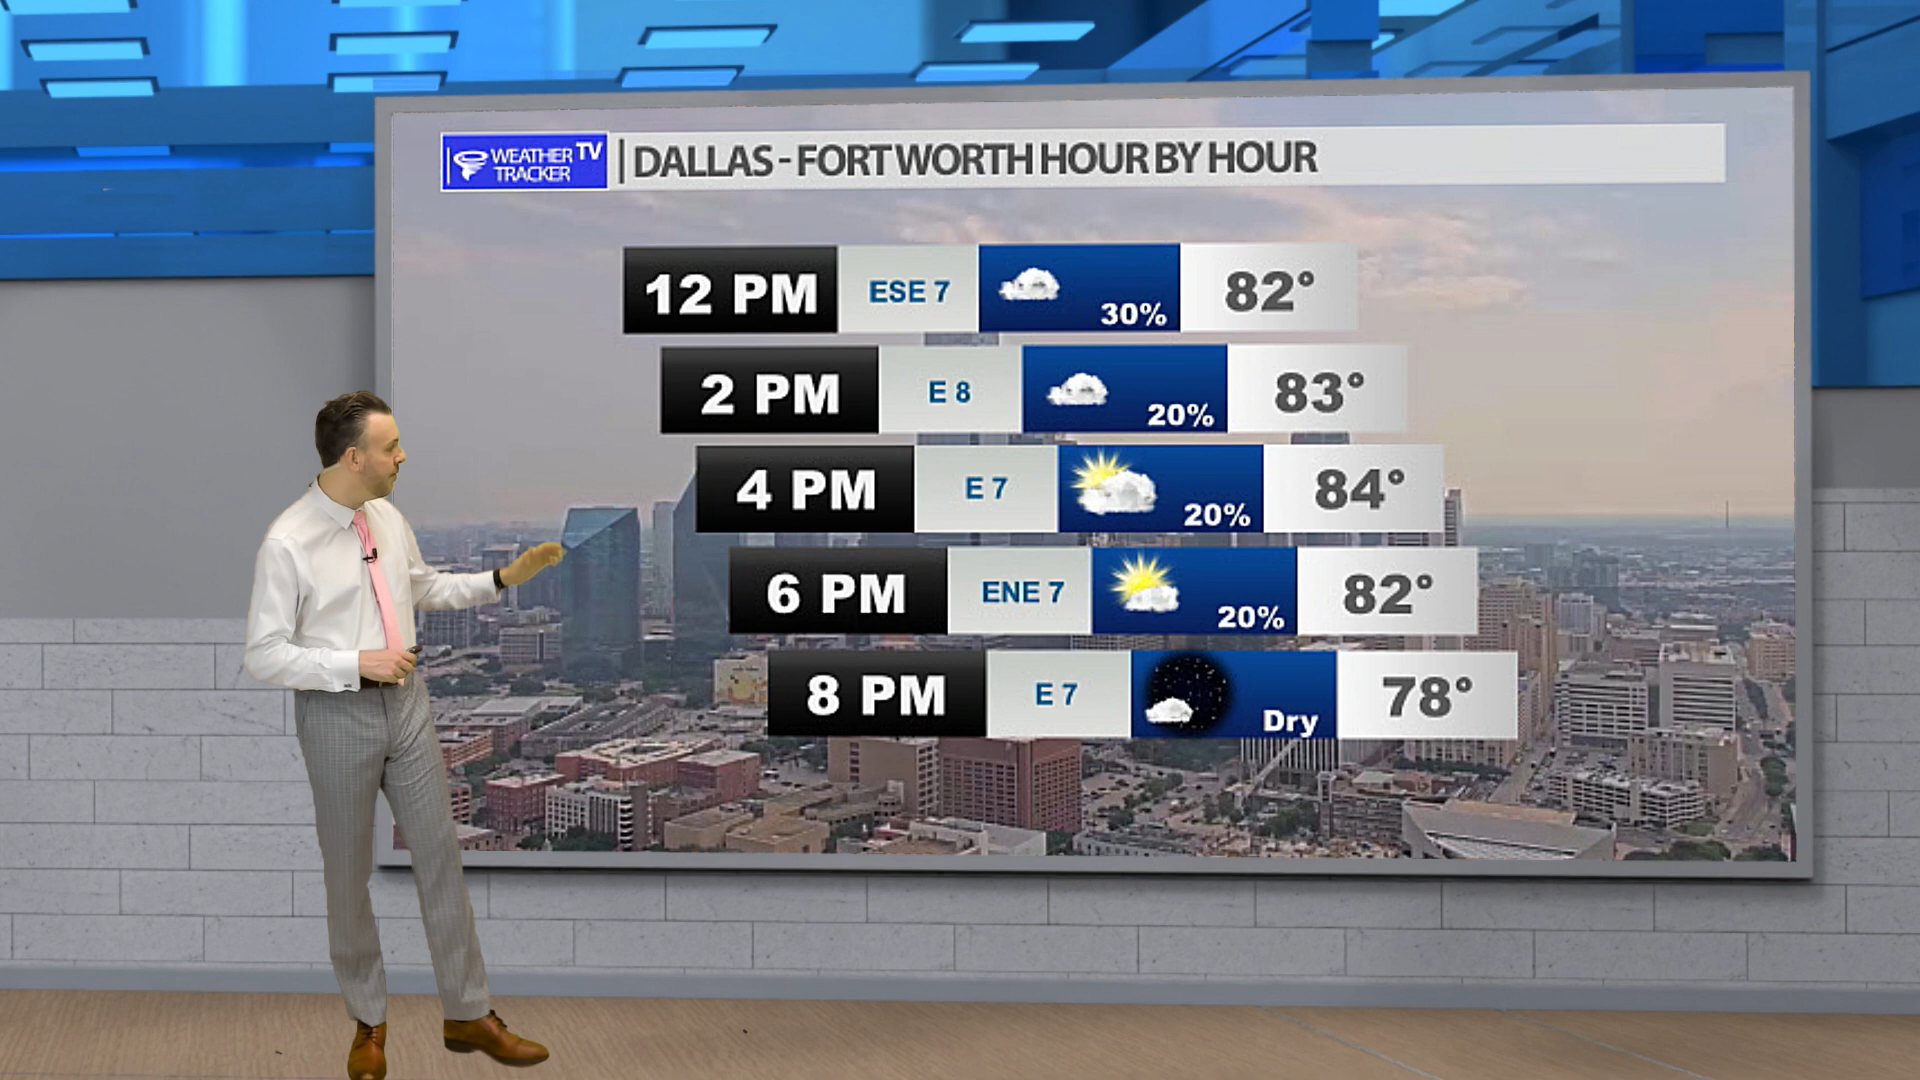 WEATHER TV
TRACKER
DALLAS - FORT WORTH HOUR BY HOUR
12 PM ESE 7 30% 82°
2 PM E 8 20% 83°
4 PM E 7 20% 84°
6 PM ENE 7 20% 82°
8 PM E 7 Dry 78°